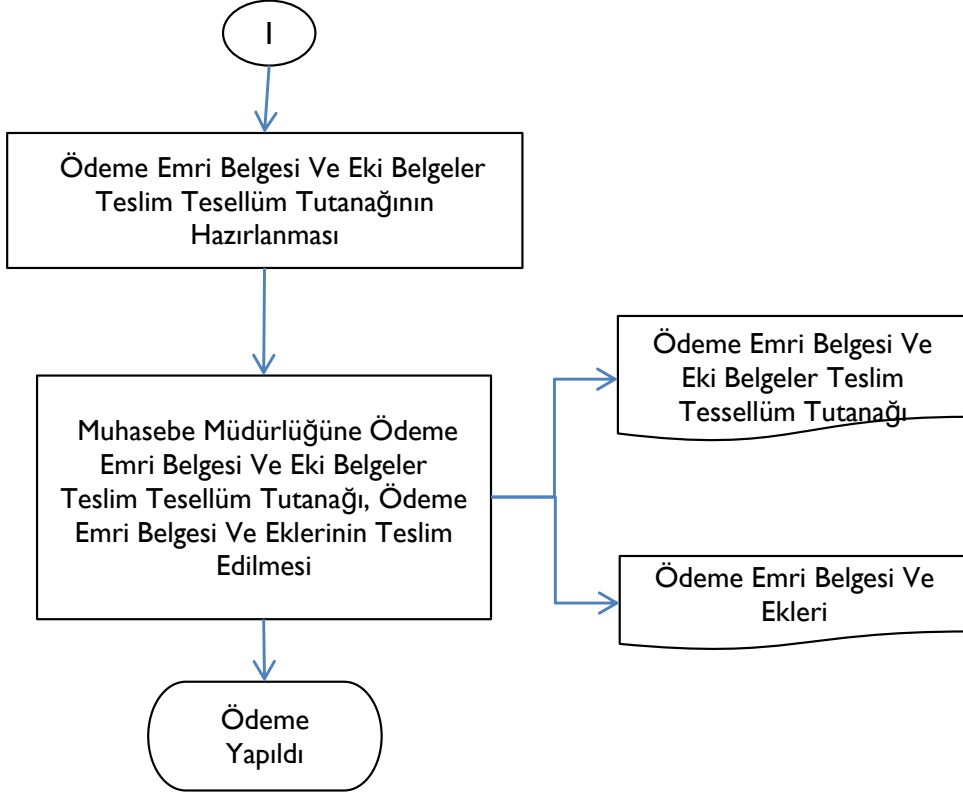 1
Ödeme Emri Belgesi Ve Eki Belgeler
Teslim Tesellüm Tutanağının
Hazırlanması
Muhasebe Müdürlüğüne Ödeme
Emri Belgesi Ve Eki Belgeler
Teslim Tesellüm Tutanağı, Ödeme
Emri Belgesi Ve Eklerinin Teslim
Edilmesi
Ödeme Emri Belgesi Ve
Eki Belgeler Teslim
Tessellüm Tutanağı
Ödeme Emri Belgesi Ve
Ekleri
Ödeme
Yapıldı